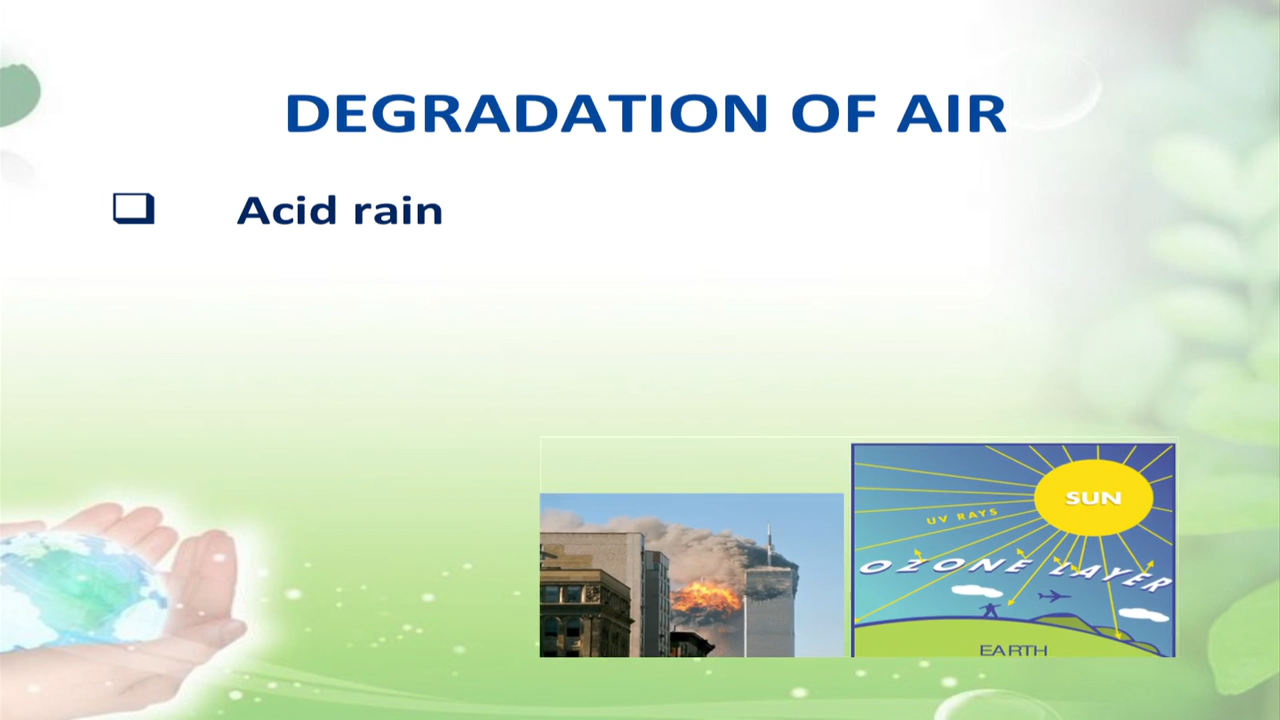 DEGRADATION OF AIR
Acid rain
SUN
UV RAYS
OZONE LAYER
EARTH